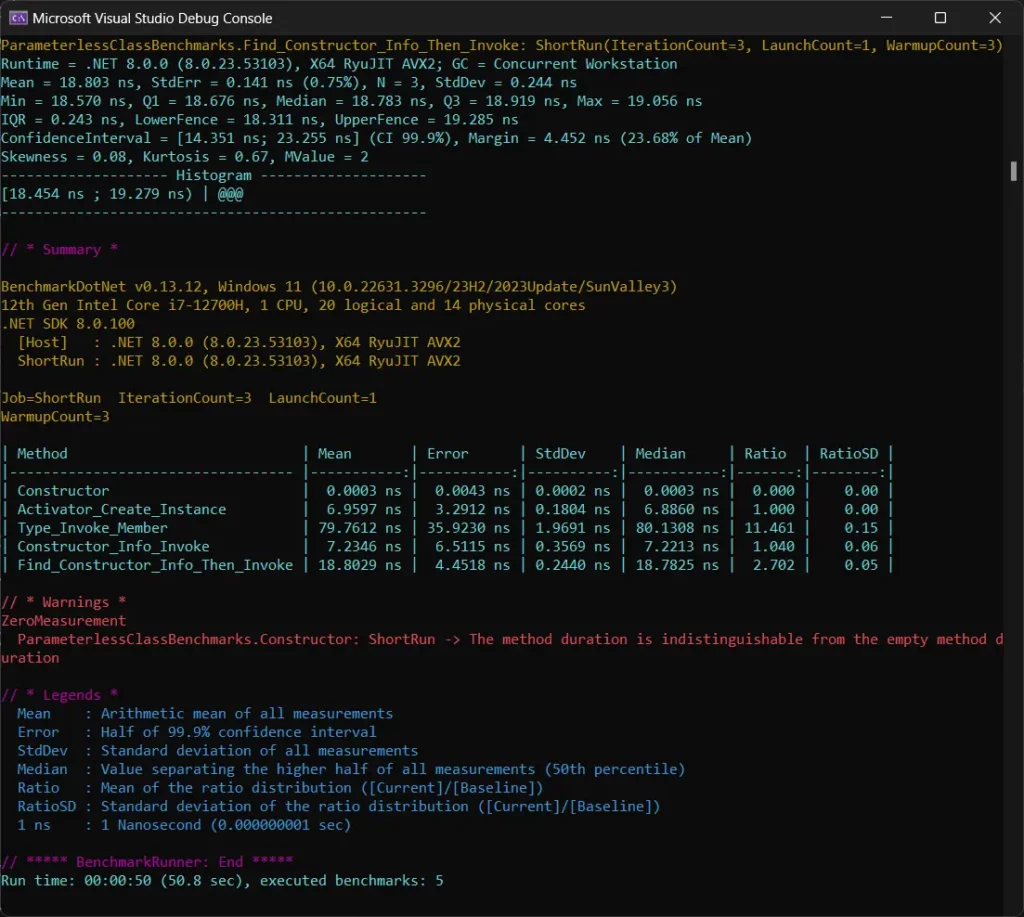 Microsoft Visual Studio Debug Console
ParameterlessClassBenchmarks.Find_Constructor_Info_Then_Invoke: ShortRun(IterationCount=3, LaunchCount=1, WarmupCount=3)
Runtime = .NET 8.0.0 (8.0.23.53103), X64 RyuJIT AVX2; GC = Concurrent Workstation
Mean = 18.803 ns, StdErr = 0.141 ns (0.75%), N = 3, StdDev = 0.244 ns
Min = 18.570 ns, Q1 = 18.676 ns, Median = 18.783 ns, Q3 = 18.919 ns, Max = 19.056 ns
IQR = 0.243 ns, LowerFence = 18.311 ns, UpperFence = 19.285 ns
ConfidenceInterval = [14.351 ns; 23.255 ns] (CI 99.9%), Margin = 4.452 ns (23.68% of Mean)
Skewness = 0.08, Kurtosis = 0.67, MValue = 2
-------------------- Histogram --------------------
[18.454 ns ; 19.279 ns) | @@@
---------------------------------------------------
// * Summary *
BenchmarkDotNet v0.13.12, Windows 11 (10.0.22631.3296/23H2/2023Update/SunValley3)
12th Gen Intel Core i7-12700H, 1 CPU, 20 logical and 14 physical cores
.NET SDK 8.0.100
[Host]   : .NET 8.0.0 (8.0.23.53103), X64 RyuJIT AVX2
ShortRun : .NET 8.0.0 (8.0.23.53103), X64 RyuJIT AVX2
Job=ShortRun  IterationCount=3  LaunchCount=1
WarmupCount=3
| Method                            | Mean       | Error      | StdDev    | Median     | Ratio  | RatioSD |
|---------------------------------- |-----------:|-----------:|----------:|-----------:|-------:|--------:|
| Constructor                       |  0.0003 ns |  0.0043 ns | 0.0002 ns |  0.0003 ns |  0.000 |    0.00 |
| Activator_Create_Instance         |  6.9597 ns |  3.2912 ns | 0.1804 ns |  6.8860 ns |  1.000 |    0.00 |
| Type_Invoke_Member                | 79.7612 ns | 35.9230 ns | 1.9691 ns | 80.1308 ns | 11.461 |    0.15 |
| Constructor_Info_Invoke           |  7.2346 ns |  6.5115 ns | 0.3569 ns |  7.2213 ns |  1.040 |    0.06 |
| Find_Constructor_Info_Then_Invoke | 18.8029 ns |  4.4518 ns | 0.2440 ns | 18.7825 ns |  2.702 |    0.05 |
// * Warnings *
ZeroMeasurement
ParameterlessClassBenchmarks.Constructor: ShortRun -> The method duration is indistinguishable from the empty method d
uration
// * Legends *
Mean    : Arithmetic mean of all measurements
Error   : Half of 99.9% confidence interval
StdDev  : Standard deviation of all measurements
Median  : Value separating the higher half of all measurements (50th percentile)
Ratio   : Mean of the ratio distribution ([Current]/[Baseline])
RatioSD : Standard deviation of the ratio distribution ([Current]/[Baseline])
1 ns    : 1 Nanosecond (0.000000001 sec)
// ***** BenchmarkRunner: End *****
Run time: 00:00:50 (50.8 sec), executed benchmarks: 5